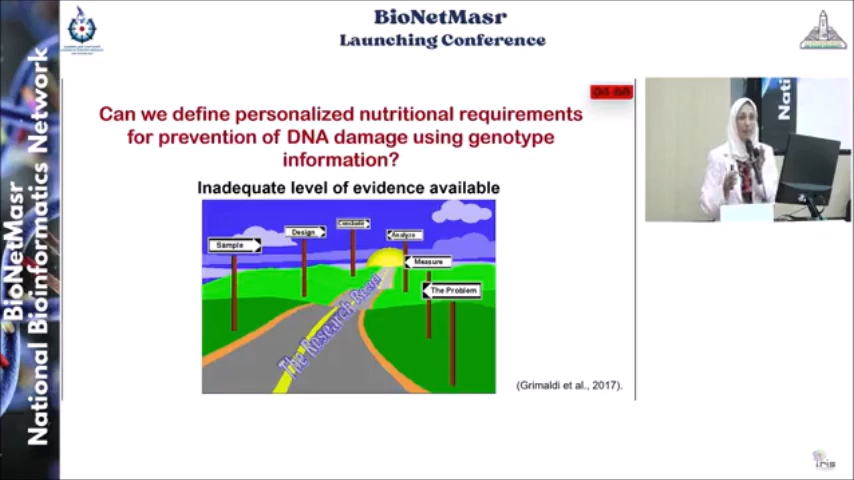 BioNetMasr
Launching Conference
BioNetMasr
National Bioinformatics Network
Can we define personalized nutritional requirements
for prevention of DNA damage using genotype
information?
Inadequate level of evidence available
Sample
Design
Conclude
Analyze
Measure
The Problem
The Research Road
(Grimaldi et al., 2017).
Nati
iris